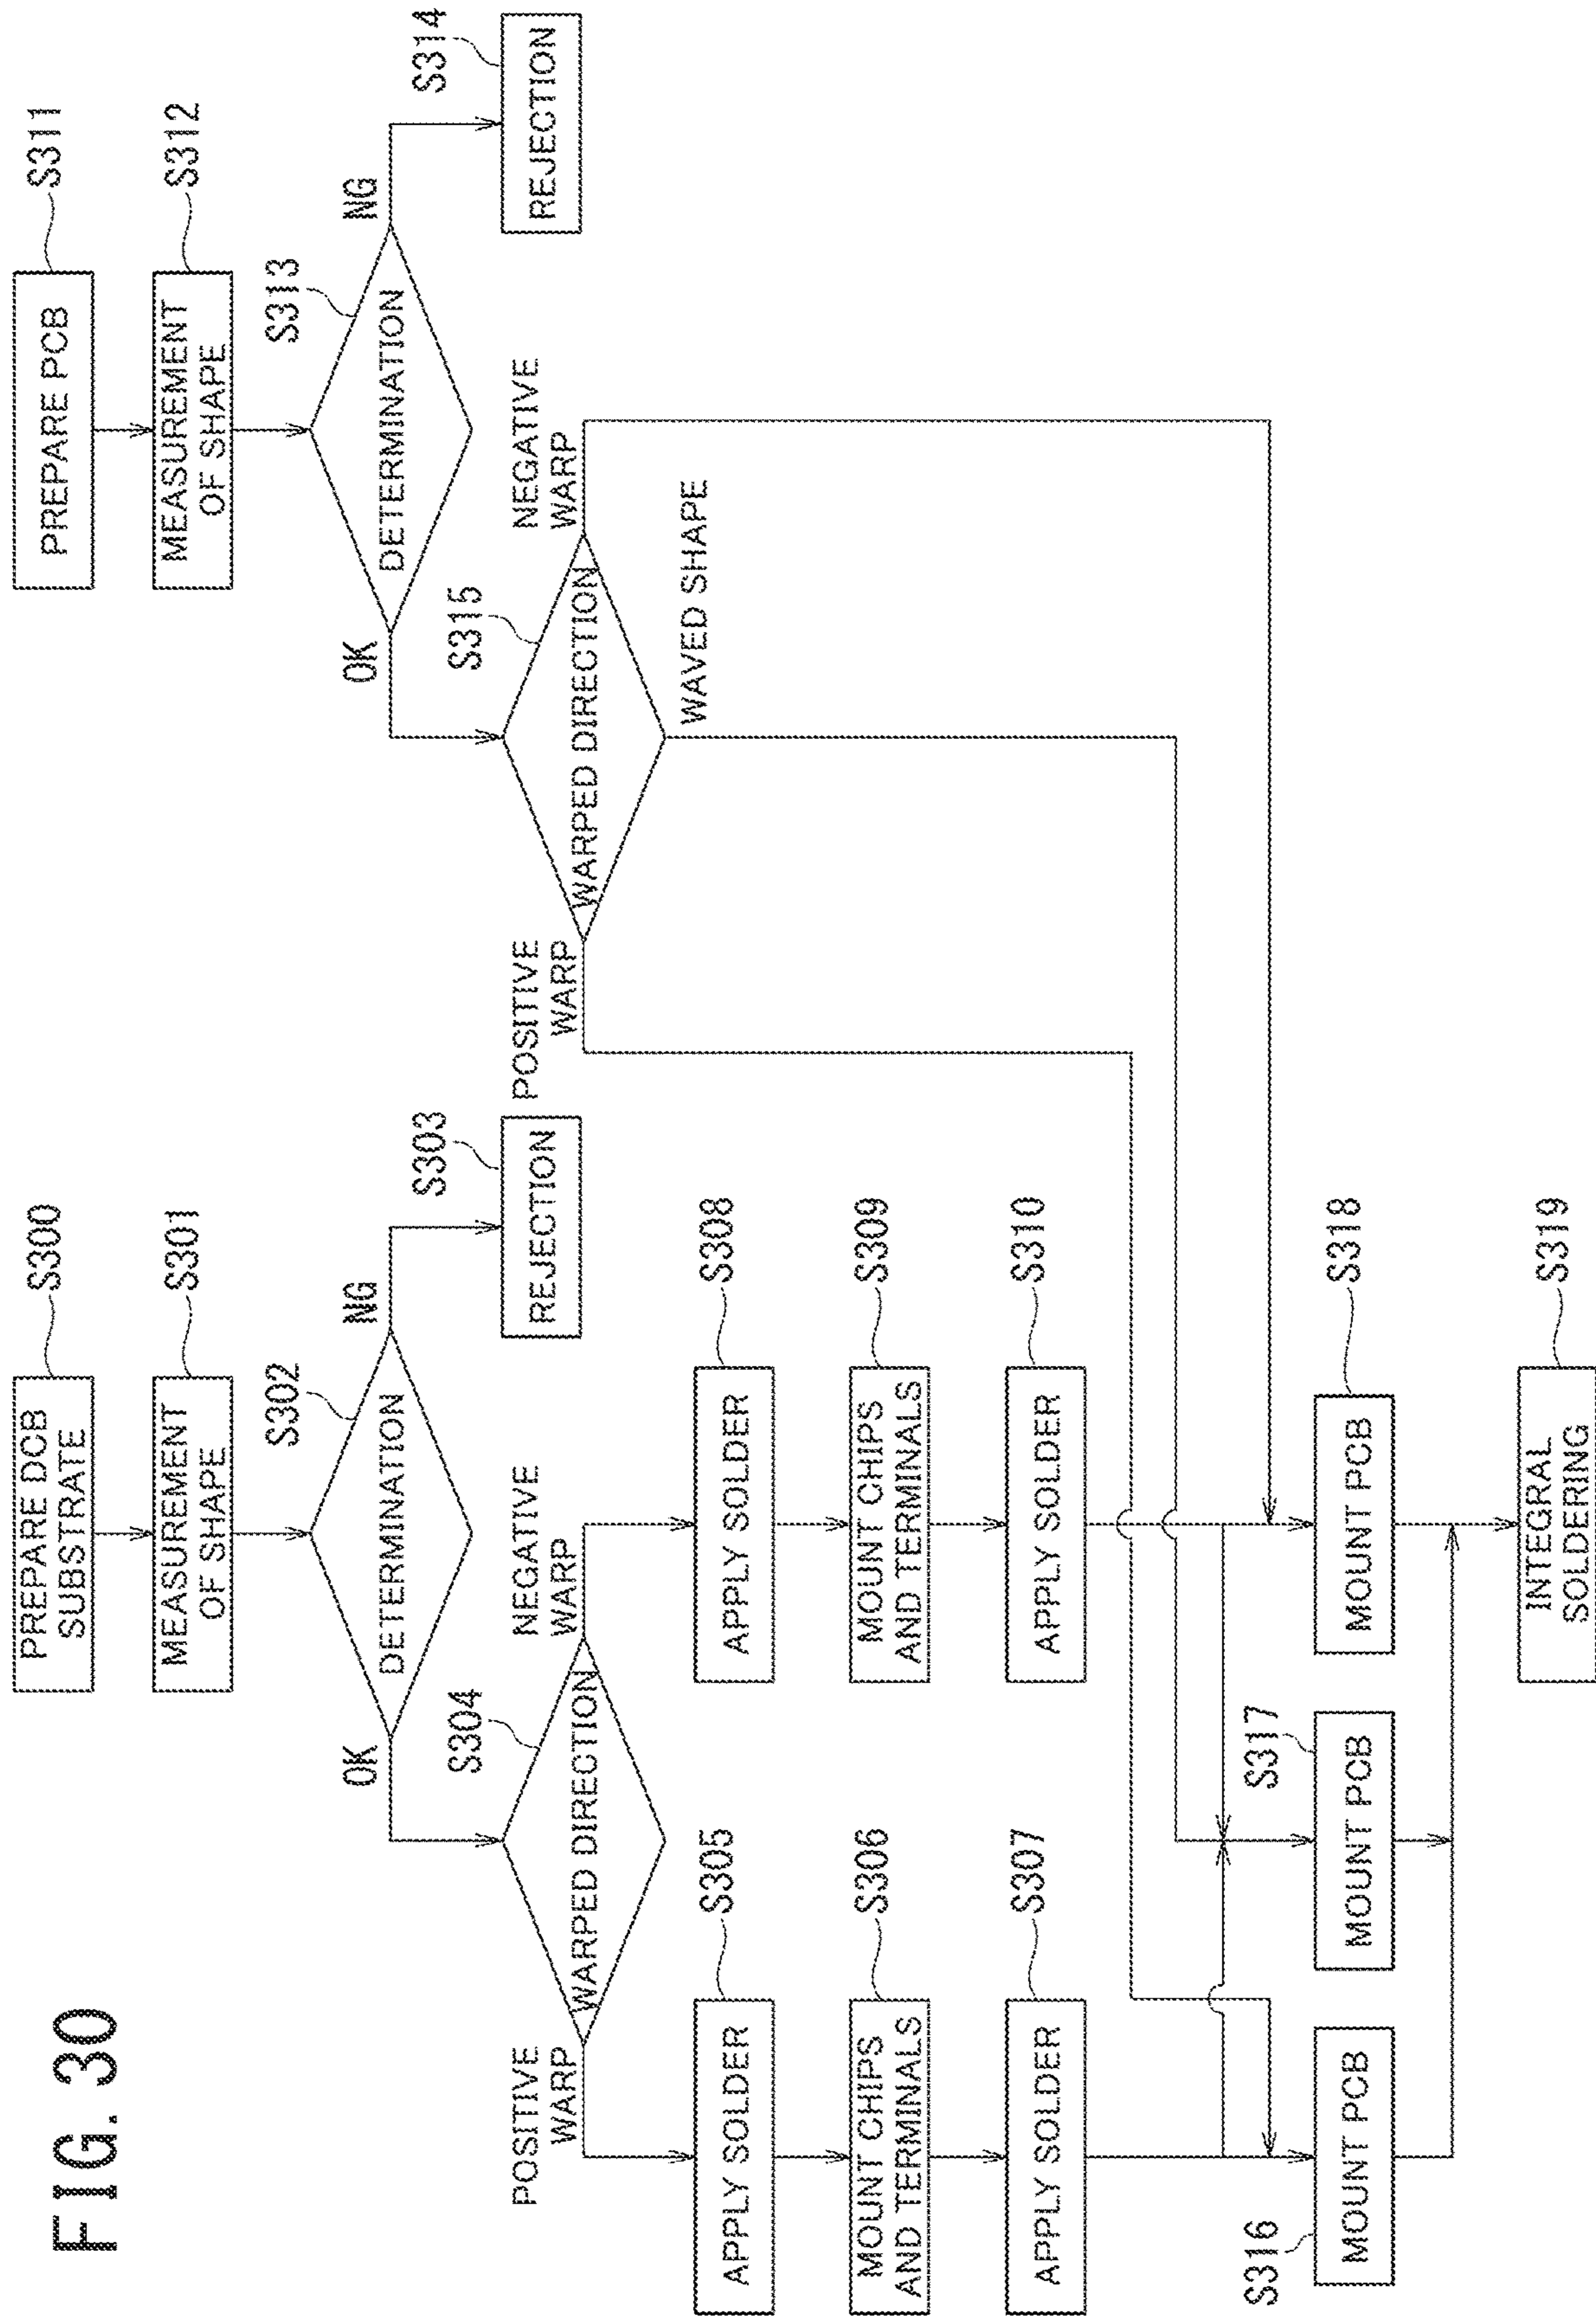 FIG. 30
PREPARE DCB
SUBSTRATE
S300
MEASUREMENT
OF SHAPE
S301
DETERMINATION
S302
OK
NG
REJECTION
S303
WARPED DIRECTION
S304
POSITIVE
WARP
NEGATIVE
WARP
APPLY SOLDER
S305
MOUNT CHIPS
AND TERMINALS
S306
APPLY SOLDER
S307
APPLY SOLDER
S308
MOUNT CHIPS
AND TERMINALS
S309
APPLY SOLDER
S310
PREPARE PCB
S311
MEASUREMENT
OF SHAPE
S312
DETERMINATION
S313
OK
NG
REJECTION
S314
WARPED DIRECTION
S315
POSITIVE
WARP
NEGATIVE
WARP
WAVED SHAPE
S316
MOUNT PCB
S317
MOUNT PCB
S318
MOUNT PCB
INTEGRAL
SOLDERING
S319